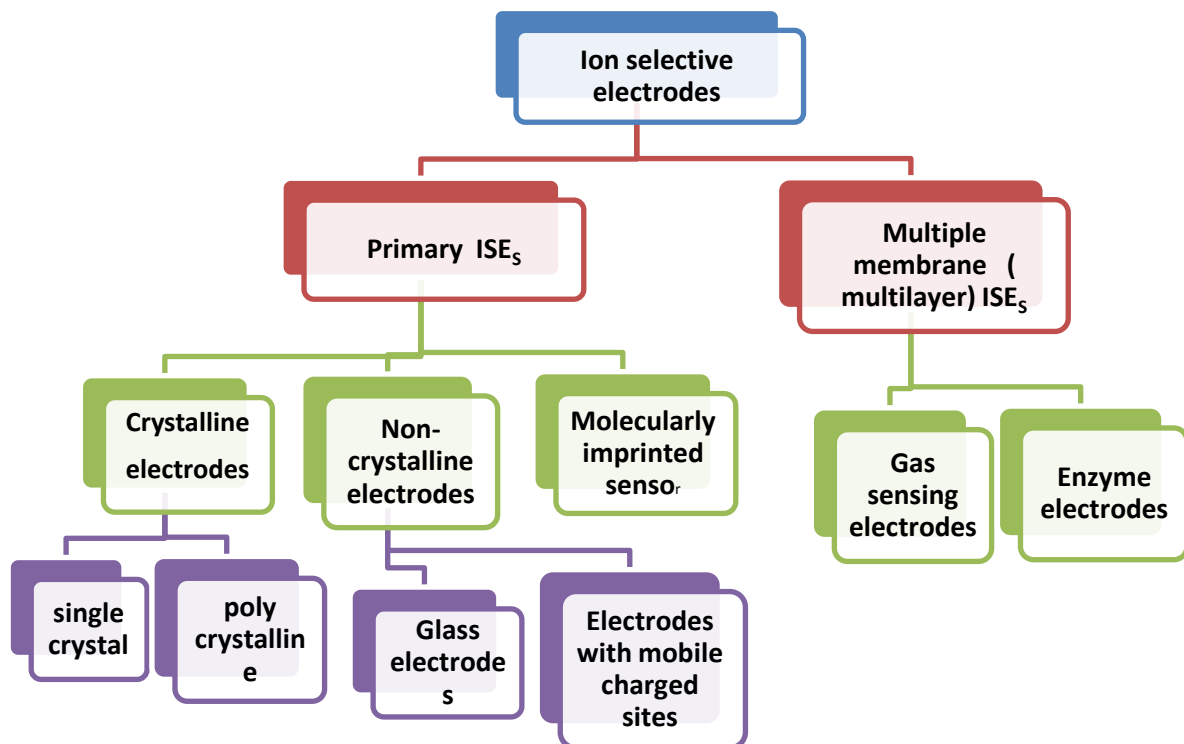 Ion selective
electrodes
Primary ISEs
Multiple
membrane (
multilayer) ISEs
Crystalline
electrodes
Non-
crystalline
electrodes
Molecularly
imprinted
sensor
Gas
sensing
electrodes
Enzyme
electrodes
single
crystal
poly
crystallin
e
Glass
electrode
s
Electrodes
with mobile
charged
sites